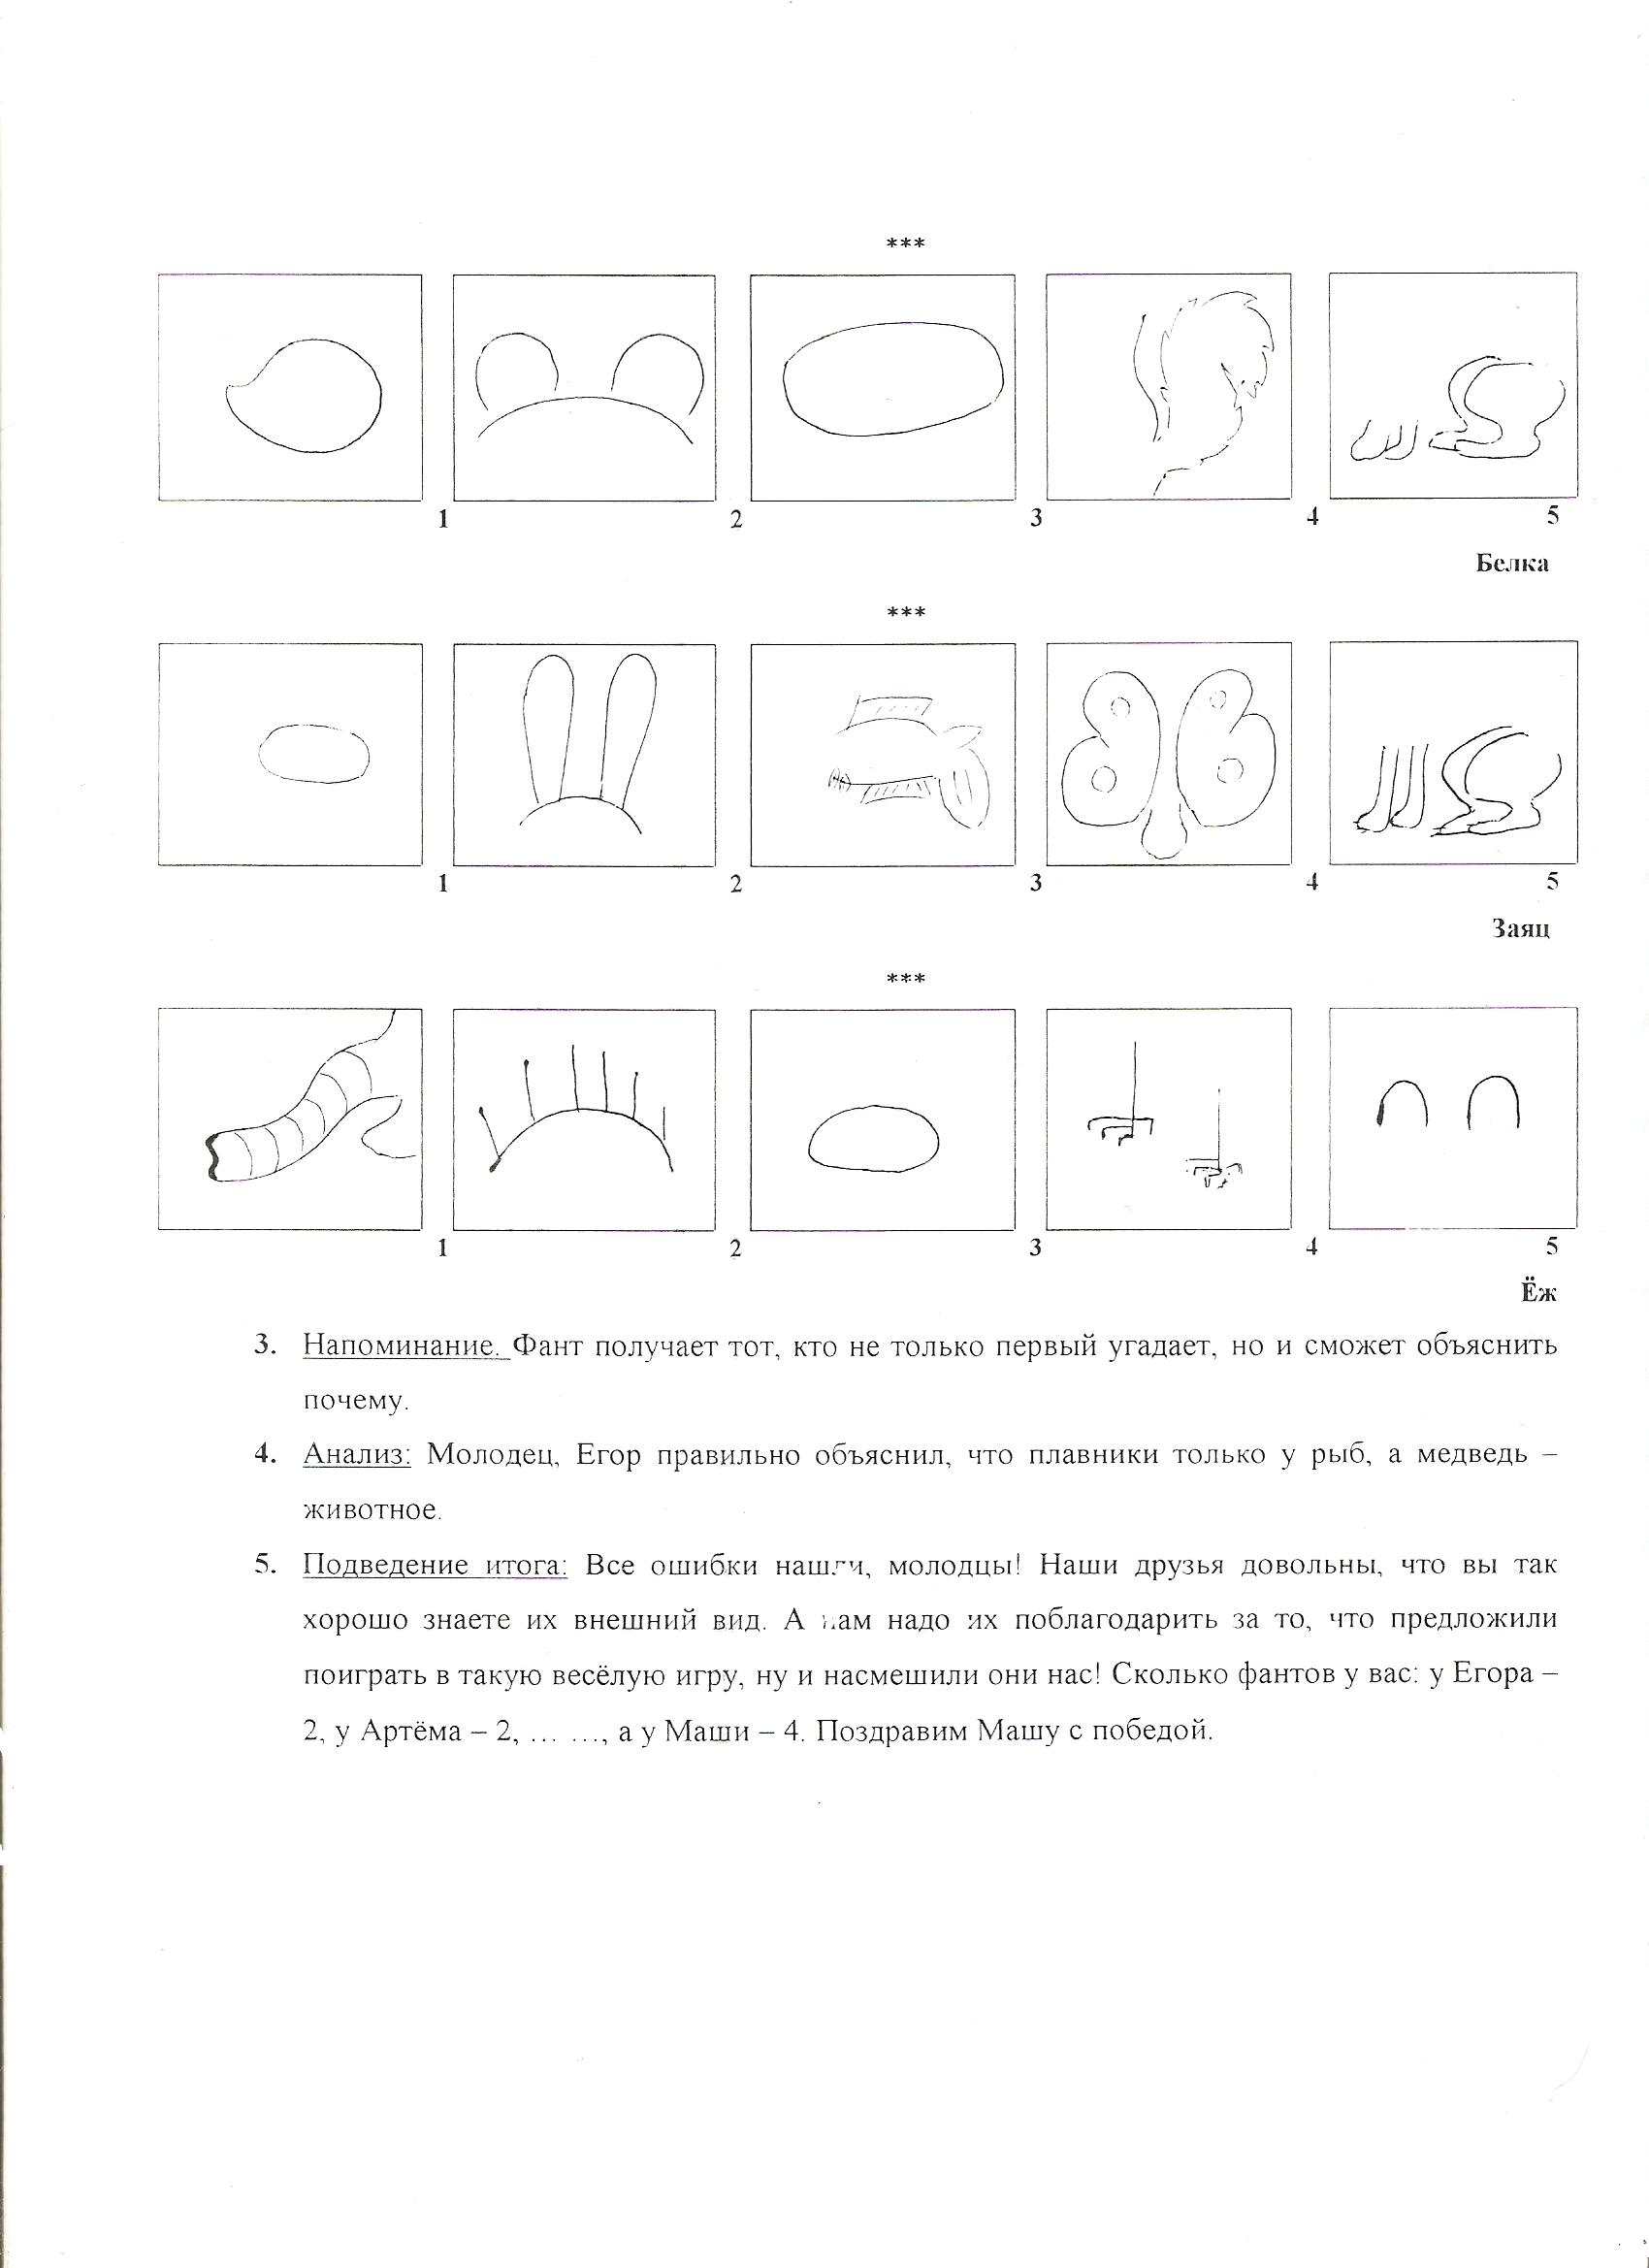 ***
1 2 3 4 5
Белка
***
1 2 3 4 5
Заяц
***
1 2 3 4 5
Ёж
3. Напоминание. Фант получает тот, кто не только первый угадает, но и сможет объяснить
почему.
4. Анализ: Молодец, Егор правильно объяснил, что плавники только у рыб, а медведь –
животное.
5. Подведение итога: Все ошибки нашли, молодцы! Наши друзья довольны, что вы так
хорошо знаете их внешний вид. А нам надо их поблагодарить за то, что предложили
поиграть в такую весёлую игру, ну и насмешили они нас! Сколько фантов у вас: у Егора –
2, у Артёма – 2, ... ..., а у Маши – 4. Поздравим Машу с победой.